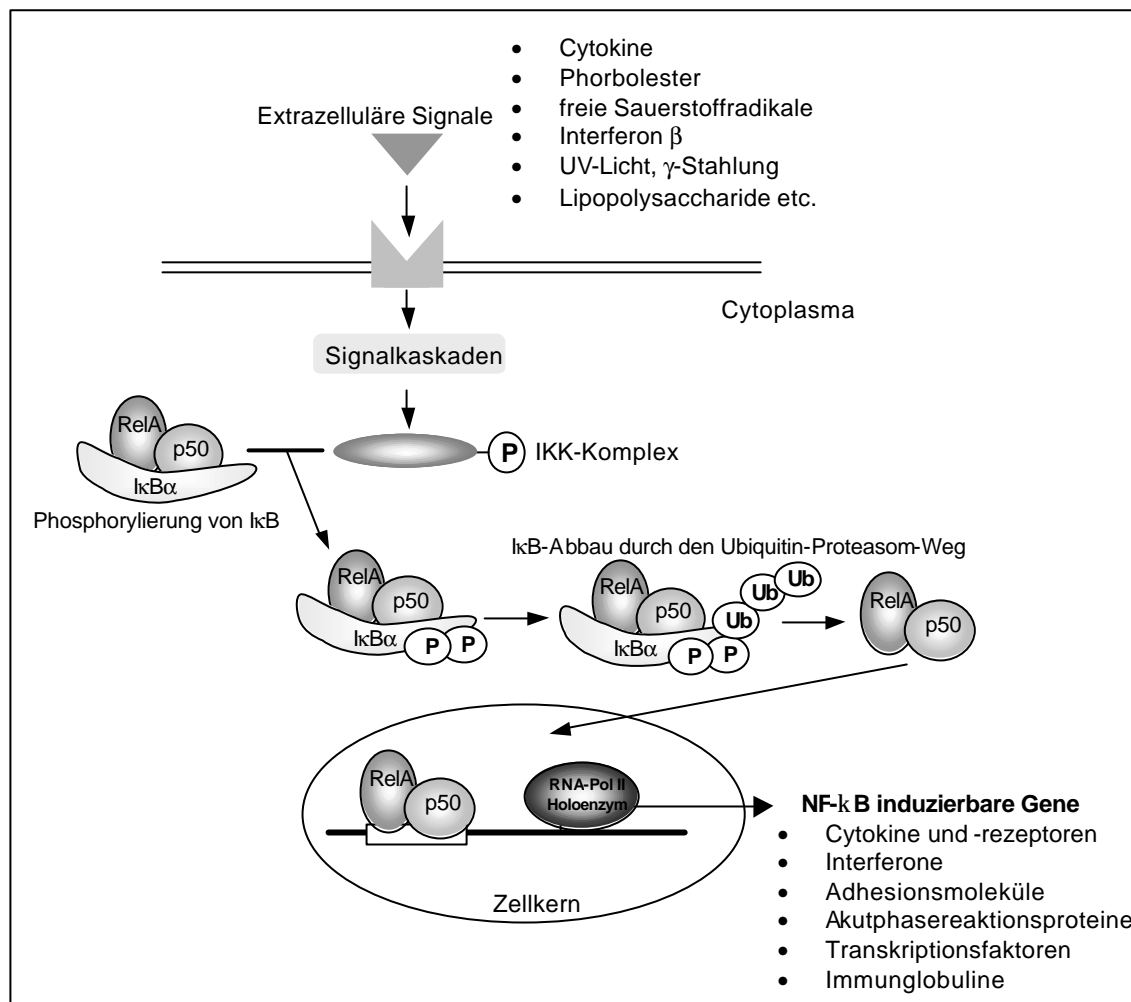 • Cytokine
• Phorbolester
• freie Sauerstoffradikale
• Interferon β
• UV-Licht, γ-Stahlung
• Lipopolysaccharide etc.
Extrazelluläre Signale
Cytoplasma
Signalkaskaden
RelA
p50
IκBα
P
IKK-Komplex
Phosphorylierung von IκB
IκB-Abbau durch den Ubiquitin-Proteasom-Weg
RelA
p50
IκBα
P P
RelA
p50
IκBα
P P
Ub
Ub
Ub
RelA
p50
RelA
p50
RNA-Pol II
Holoenzym
Zellkern
NF-k B induzierbare Gene
• Cytokine und -rezeptoren
• Interferone
• Adhesionsmoleküle
• Akutphasereaktionsproteine
• Transkriptionsfaktoren
• Immunglobuline